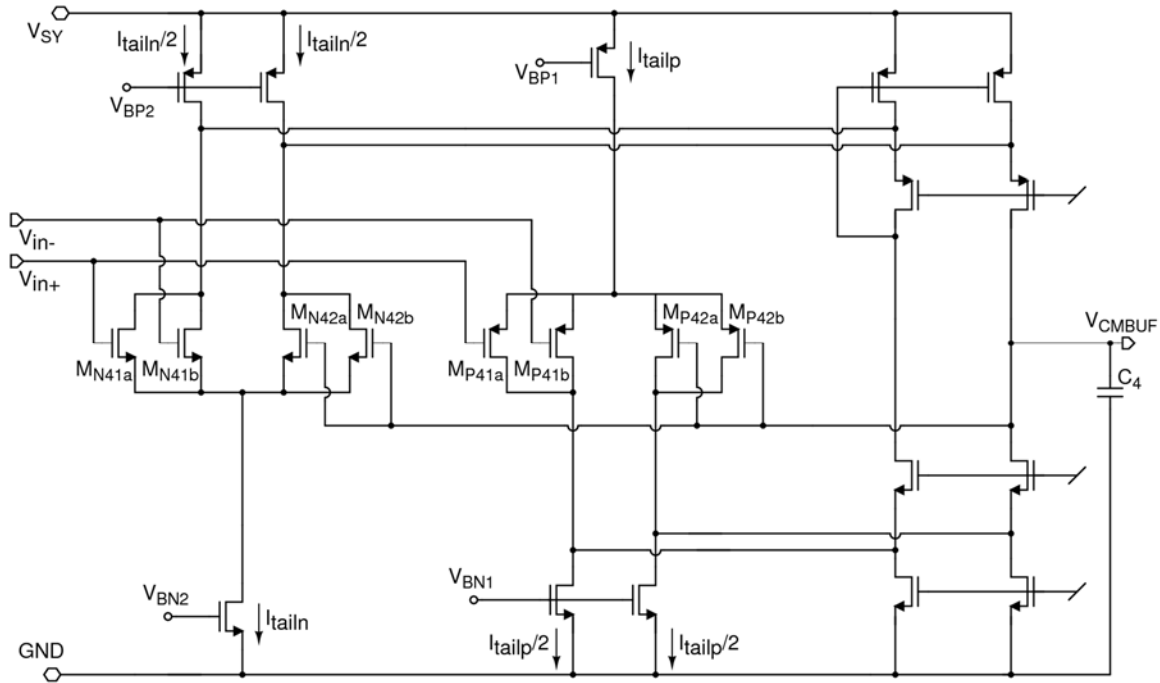 V_SY
I_tailn/2
I_tailn/2
V_BP2
V_BP1
I_tailp
V_in-
V_in+
M_N41a
M_N41b
M_N42a
M_N42b
M_P41a
M_P41b
M_P42a
M_P42b
V_CMBUF
C_4
V_BN2
I_tailn
V_BN1
I_tailp/2
I_tailp/2
GND